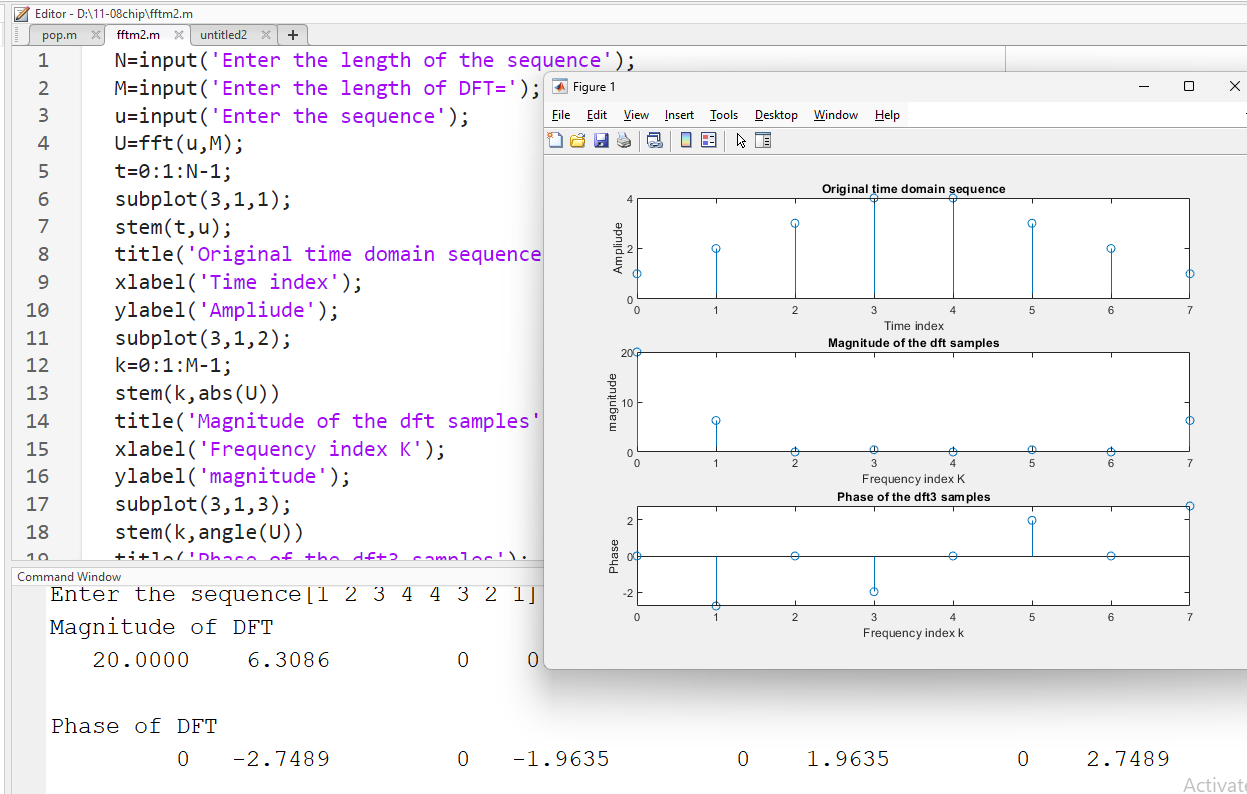 Editor - D:\11-08chip\fftm2.m
pop.m fftm2.m untitled2 +
1 N=input('Enter the length of the sequence');
2 M=input('Enter the length of DFT=');
3 u=input('Enter the sequence');
4 U=fft(u,M);
5 t=0:1:N-1;
6 subplot(3,1,1);
7 stem(t,u);
8 title('Original time domain sequence
9 xlabel('Time index');
10 ylabel('Ampliude');
11 subplot(3,1,2);
12 k=0:1:M-1;
13 stem(k,abs(U))
14 title('Magnitude of the dft samples'
15 xlabel('Frequency index K');
16 ylabel('magnitude');
17 subplot(3,1,3);
18 stem(k,angle(U))
19 title('Phase of the dft3 samples');
Command Window
Enter the sequence[1 2 3 4 4 3 2 1]
Magnitude of DFT
20.0000 6.3086 0 0
Phase of DFT
0 -2.7489 0 -1.9635 0 1.9635 0 2.7489
Figure 1
File Edit View Insert Tools Desktop Window Help
Original time domain sequence
Ampliude
4
2
0
0 1 2 3 4 5 6 7
Time index
Magnitude of the dft samples
magnitude
20
10
0
0 1 2 3 4 5 6 7
Frequency index K
Phase of the dft3 samples
Phase
2
0
-2
0 1 2 3 4 5 6 7
Frequency index k
Activate